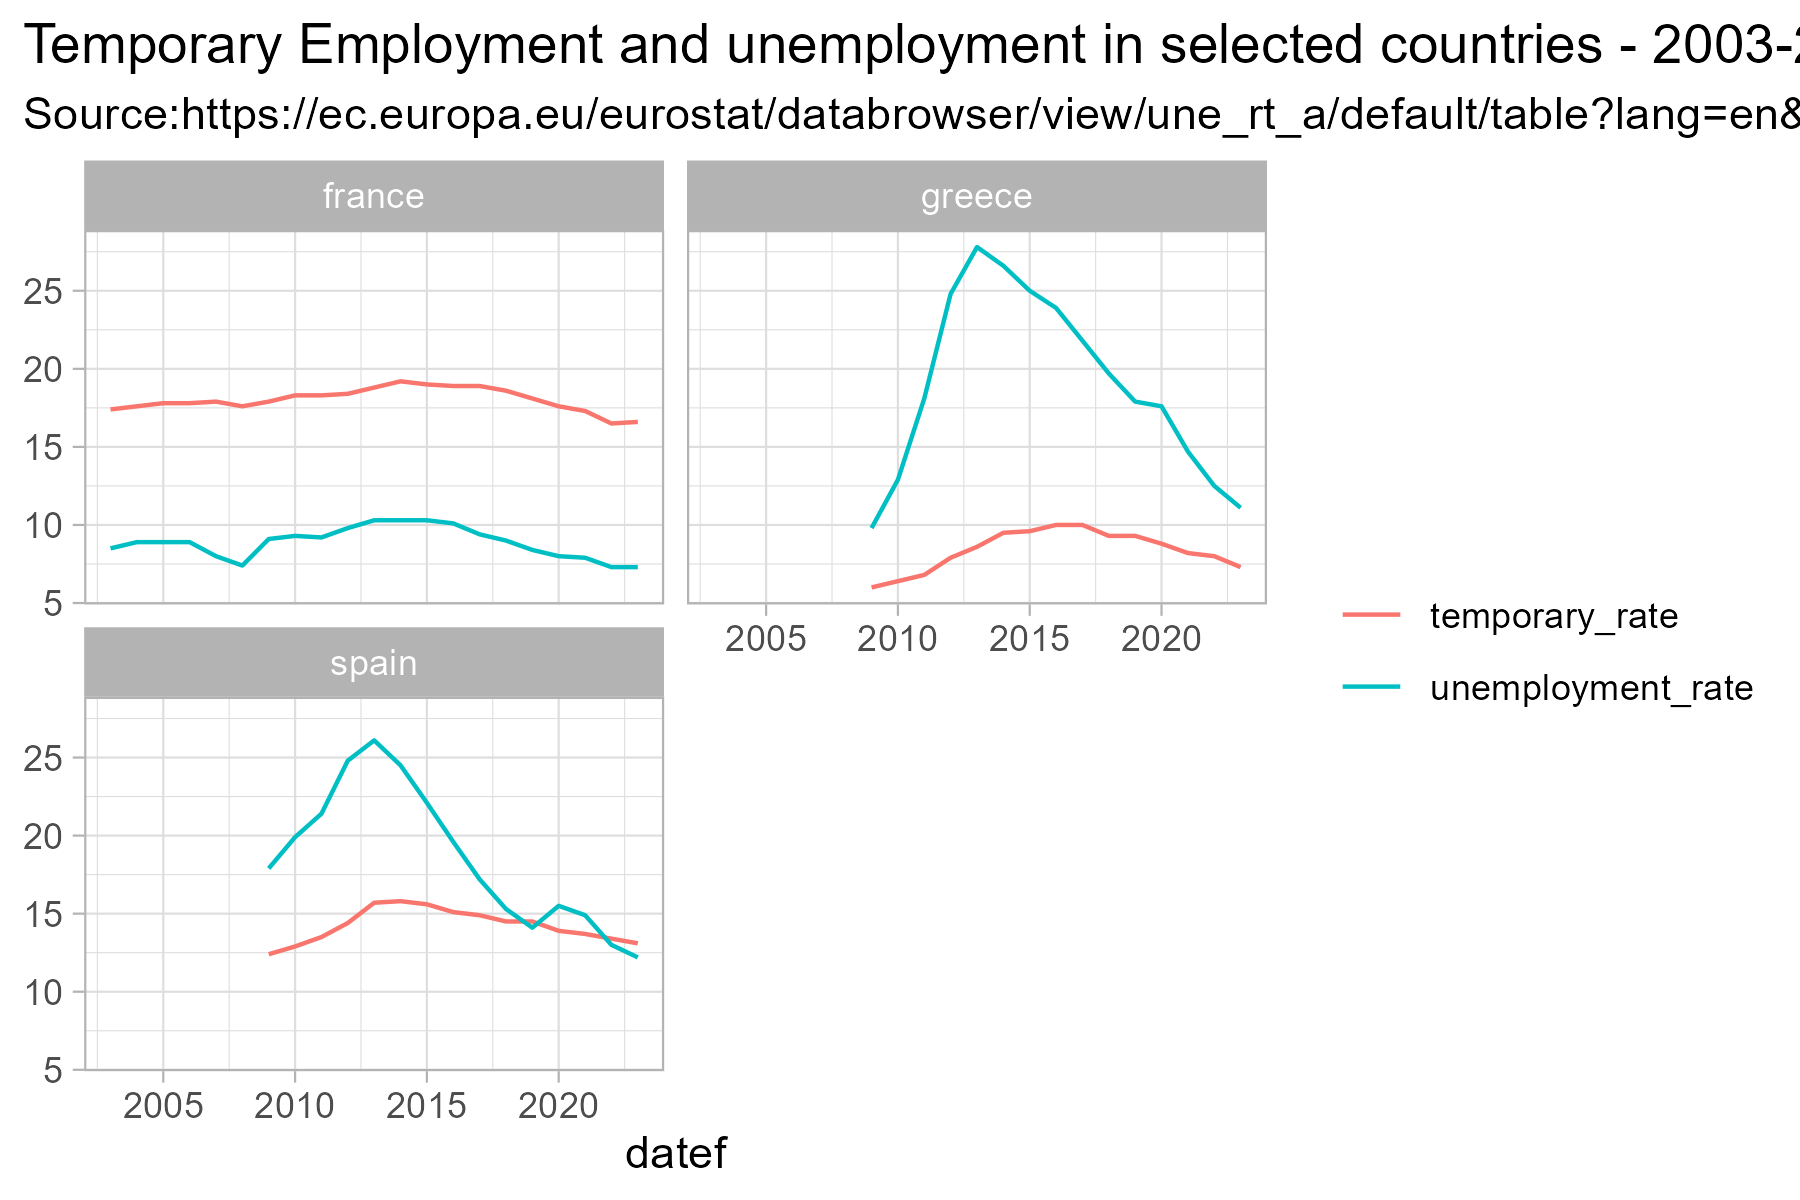 Temporary Employment and unemployment in selected countries - 2003-
Source:https://ec.europa.eu/eurostat/databrowser/view/une_rt_a/default/table?lang=en&
france
greece
25
20
15
10
5
2005 2010 2015 2020
temporary_rate
unemployment_rate
spain
25
20
15
10
5
2005 2010 2015 2020
datef